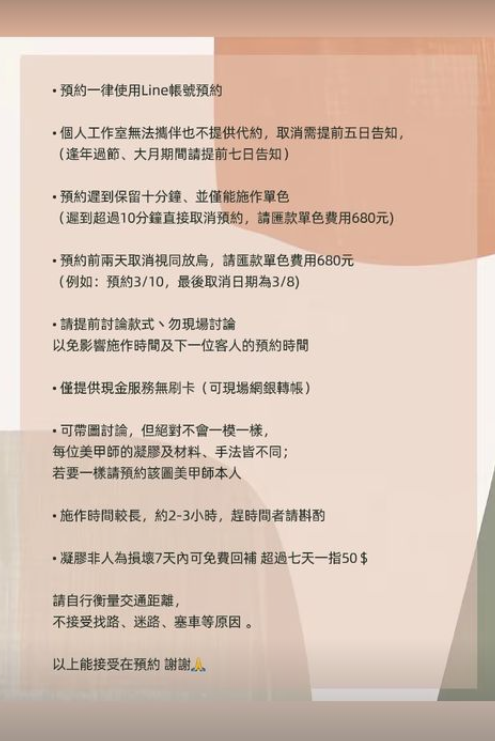 •預約一律使用Line帳號預約
•個人工作室無法攜伴也不提供代約，取消需提前五日告知，
（逢年過節、大月期間請提前七日告知）
•預約遲到保留十分鐘、並僅能施作單色
（遲到超過10分鐘直接取消預約，請匯款單色費用680元)
•預約前兩天取消視同放鳥，請匯款單色費用680元
（例如：預約3/10，最後取消日期為3/8)
•請提前討論款式、勿現場討論
以免影響施作時間及下一位客人的預約時間
•僅提供現金服務無刷卡（可現場網銀轉帳）
•可帶圖討論，但絕對不會一模一樣，
每位美甲師的凝膠及材料、手法皆不同；
若要一樣請預約該圖美甲師本人
•施作時間較長，約2-3小時，趕時間者請斟酌
•凝膠非人為損壞7天內可免費回補 超過七天一指50＄
請自行衡量交通距離，
不接受找路、迷路、塞車等原因 。
以上能接受在預約 謝謝🙏